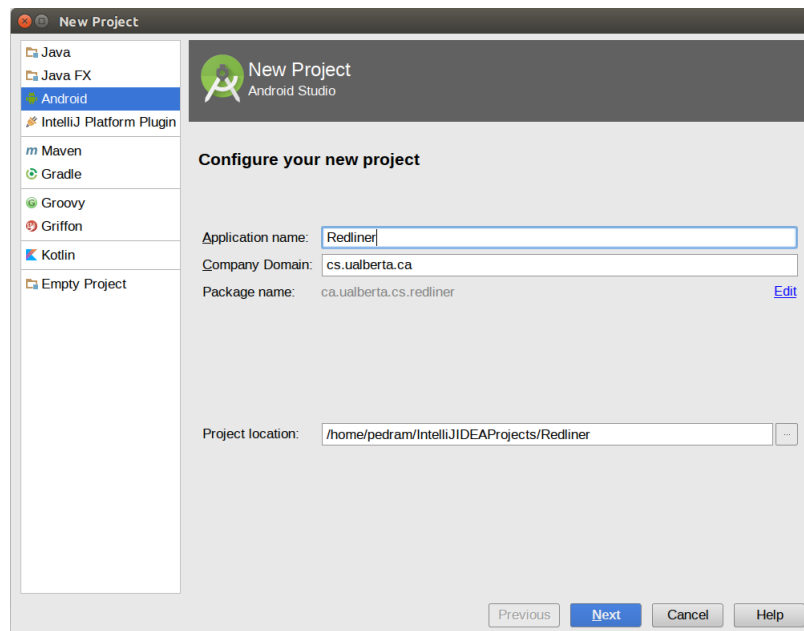 New Project
Java
Java FX
Android
IntelliJ Platform Plugin
Maven
Gradle
Groovy
Griffon
Kotlin
Empty Project
New Project
Android Studio
Configure your new project
Application name: Redliner
Company Domain: cs.ualberta.ca
Package name: ca.ualberta.cs.redliner Edit
Project location: /home/pedram/IntelliJIDEAProjects/Redliner ...
Previous Next Cancel Help